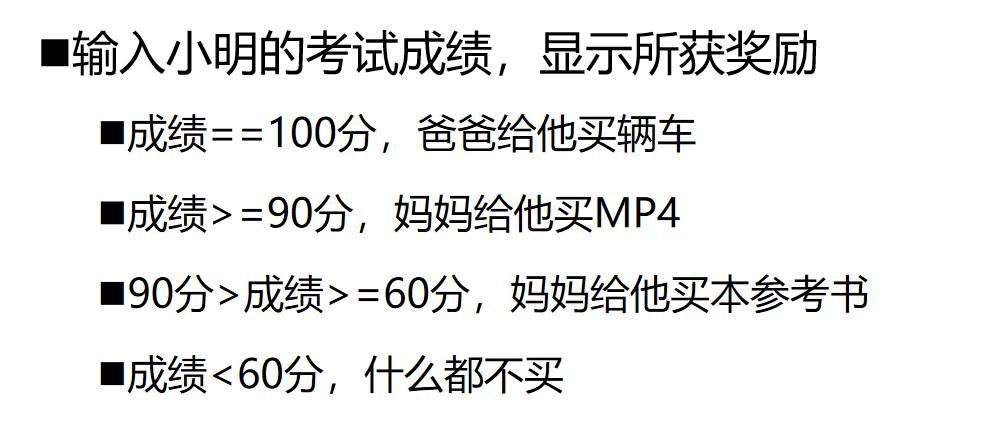 ■输入小明的考试成绩，显示所获奖励
■成绩==100分，爸爸给他买辆车
■成绩>=90分，妈妈给他买MP4
■90分>成绩>=60分，妈妈给他买本参考书
■成绩<60分，什么都不买